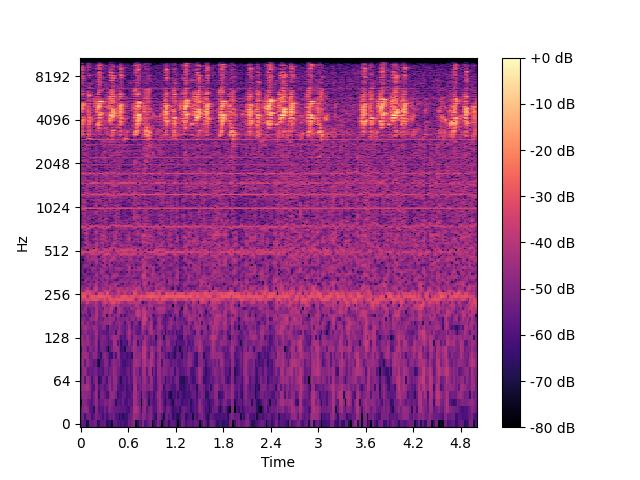 8192
4096
2048
1024
512
256
128
64
0
Hz
0 0.6 1.2 1.8 2.4 3 3.6 4.2 4.8
Time
+0 dB
-10 dB
-20 dB
-30 dB
-40 dB
-50 dB
-60 dB
-70 dB
-80 dB